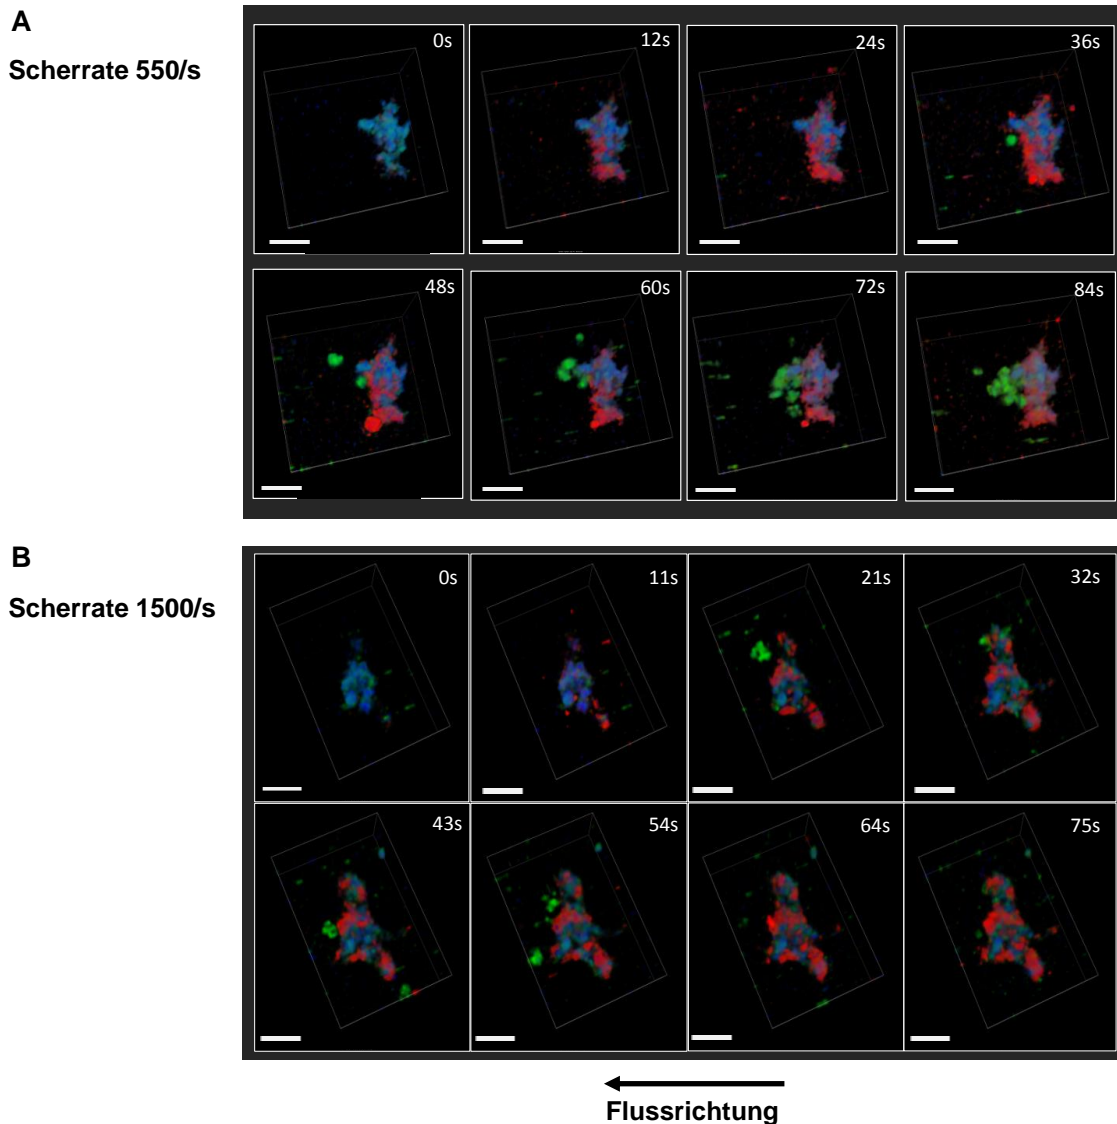 A
Scherrate 550/s
0s
12s
24s
36s
48s
60s
72s
84s
B
Scherrate 1500/s
0s
11s
21s
32s
43s
54s
64s
75s
Flussrichtung